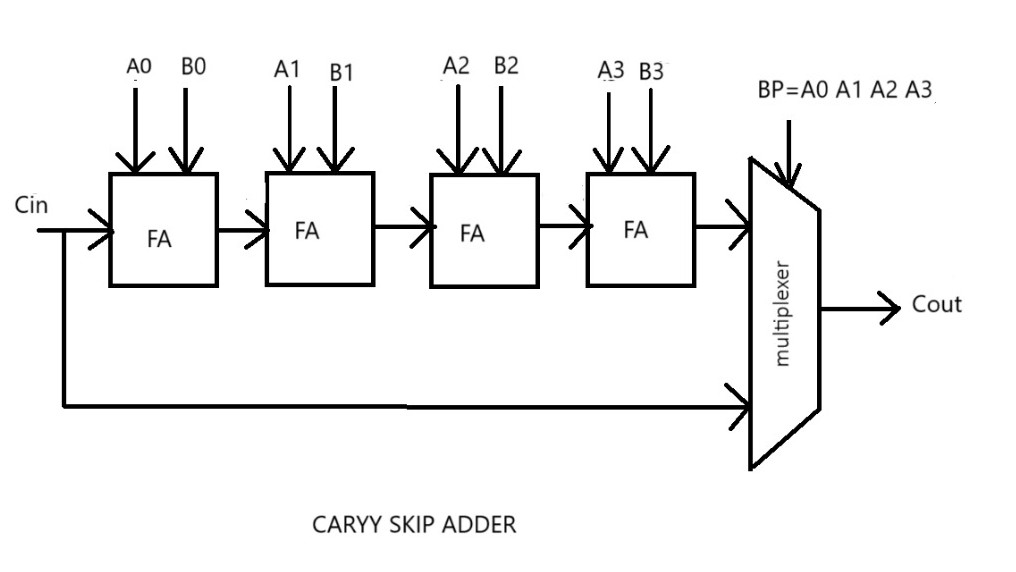 A0 B0 A1 B1 A2 B2 A3 B3
BP=A0 A1 A2 A3
Cin
FA FA FA FA
multiplexer
Cout
CARYY SKIP ADDER